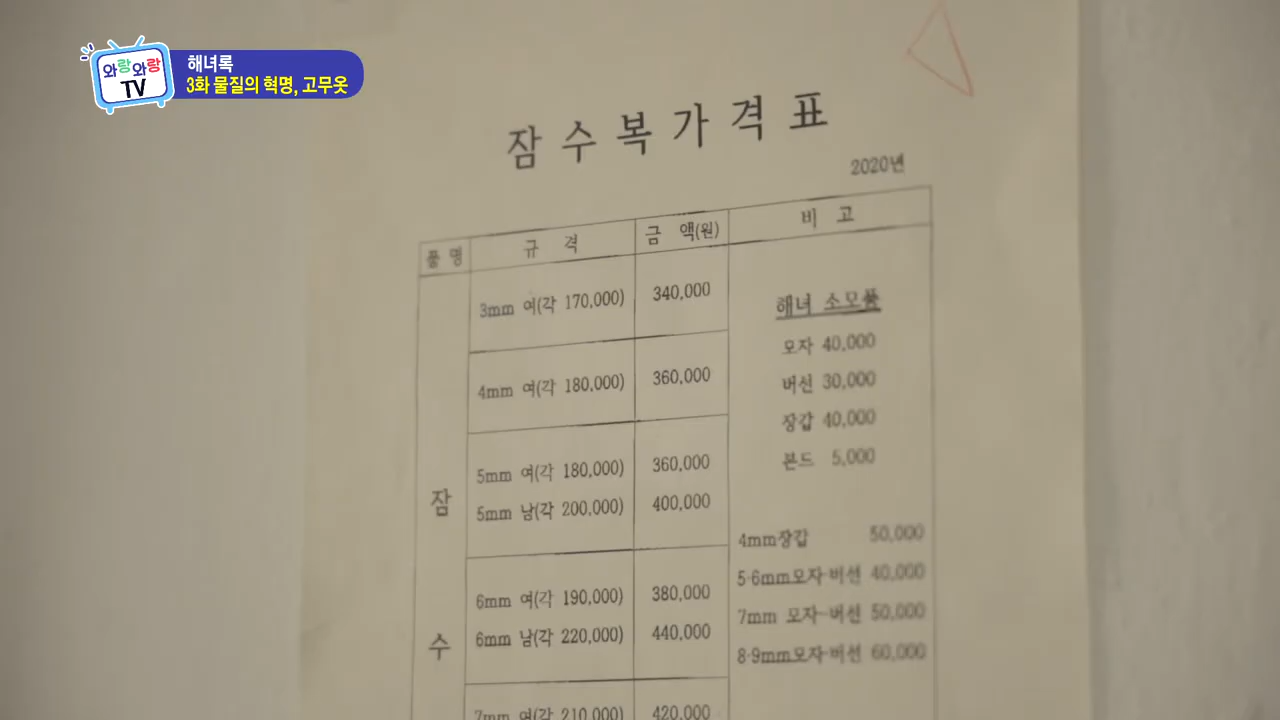 와랑와랑
TV
해녀록
3화 물질의 혁명, 고무옷
잠수복가격표
2020년
품명 규격 금액(원) 비고
3mm 여(각 170,000) 340,000
4mm 여(각 180,000) 360,000
5mm 여(각 180,000) 360,000
5mm 남(각 200,000) 400,000
6mm 여(각 190,000) 380,000
6mm 남(각 220,000) 440,000
7mm 여(각 210,000) 420,000
잠
수
해녀 소모품
모자 40,000
버선 30,000
장갑 40,000
본드 5,000
4mm장갑 50,000
5·6mm모자·버선 40,000
7mm 모자·버선 50,000
8·9mm모자·버선 60,000